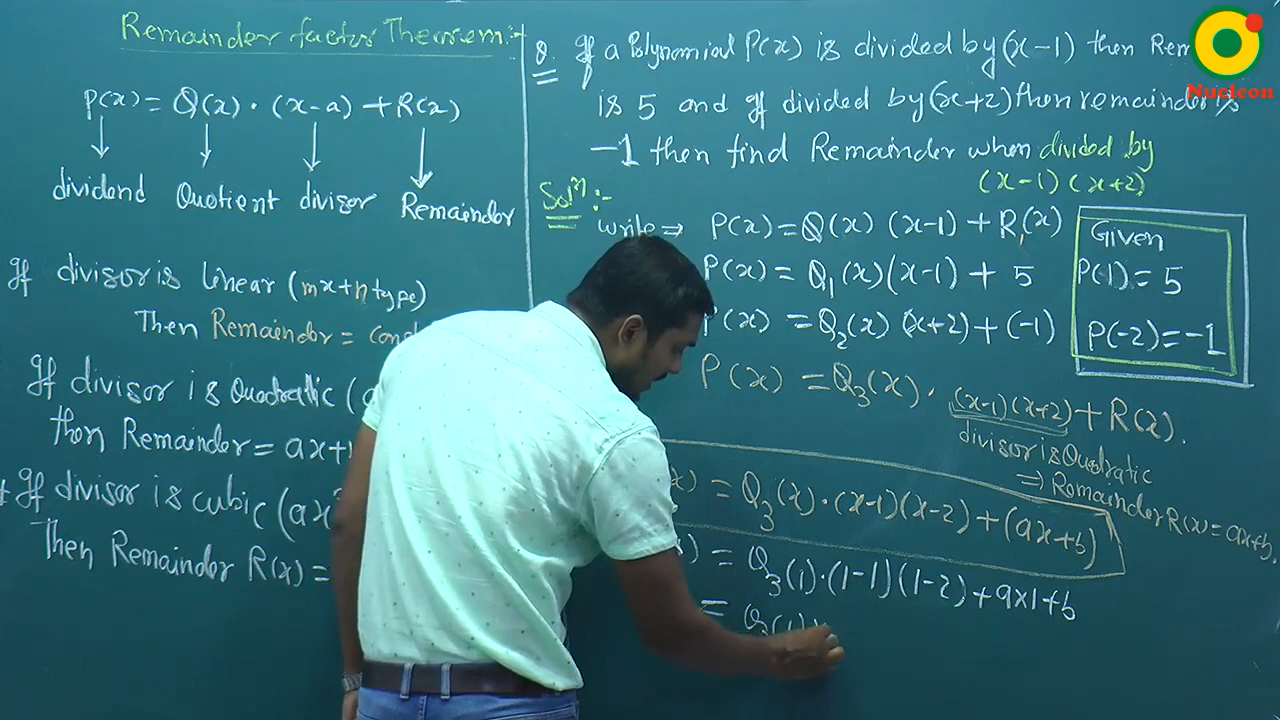 Remainder factor Theorem:-
P(x) = Q(x) · (x-a) + R(x)
dividend Quotient divisor Remainder
If divisor is linear (mx+n type)
Then Remainder =
If divisor is Quadratic (
then Remainder = ax+
If divisor is cubic (ax
Then Remainder R(x) =
Q. If a Polynomial P(x) is divided by (x-1) then Rem
is 5 and if divided by (x+2) then remainder is
-1 then find Remainder when divided by
(x-1) (x+2)
Solⁿ:-
write ⇒ P(x) = Q(x) (x-1) + R(x)
P(x) = Q₁(x)(x-1) + 5
P(x) = Q₂(x) (x+2) + (-1)
Given
P(1) = 5
P(-2) = -1
P(x) = Q₃(x) · (x-1)(x+2) + R(x).
divisor is Quadratic
⇒ Remainder R(x) = ax+b,
x) = Q₃(x) · (x-1)(x-2) + (ax+b)
) = Q₃(1) · (1-1)(1-2) + a×1+b
= Q₃(1)
Nucleon